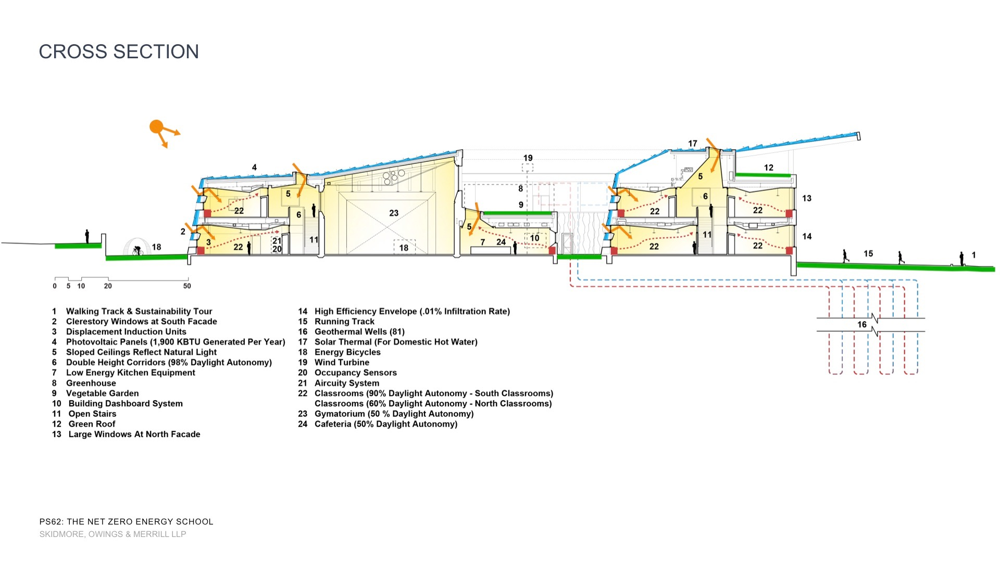 CROSS SECTION
17
19
4
12
8
5
FCU
5
6
13
22
9
22
22
6
23
5
2
3
22
21
20
11
18
7
24
10
22
11
22
14
18
15
1
0 5 10 20 50
16
1 Walking Track & Sustainability Tour
2 Clerestory Windows at South Facade
3 Displacement Induction Units
4 Photovoltaic Panels (1,900 KBTU Generated Per Year)
5 Sloped Ceilings Reflect Natural Light
6 Double Height Corridors (98% Daylight Autonomy)
7 Low Energy Kitchen Equipment
8 Greenhouse
9 Vegetable Garden
10 Building Dashboard System
11 Open Stairs
12 Green Roof
13 Large Windows At North Facade
14 High Efficiency Envelope (.01% Infiltration Rate)
15 Running Track
16 Geothermal Wells (81)
17 Solar Thermal (For Domestic Hot Water)
18 Energy Bicycles
19 Wind Turbine
20 Occupancy Sensors
21 Aircuity System
22 Classrooms (90% Daylight Autonomy - South Classrooms)
Classrooms (60% Daylight Autonomy - North Classrooms)
23 Gymatorium (50 % Daylight Autonomy)
24 Cafeteria (50% Daylight Autonomy)
PS62: THE NET ZERO ENERGY SCHOOL
SKIDMORE, OWINGS & MERRILL LLP